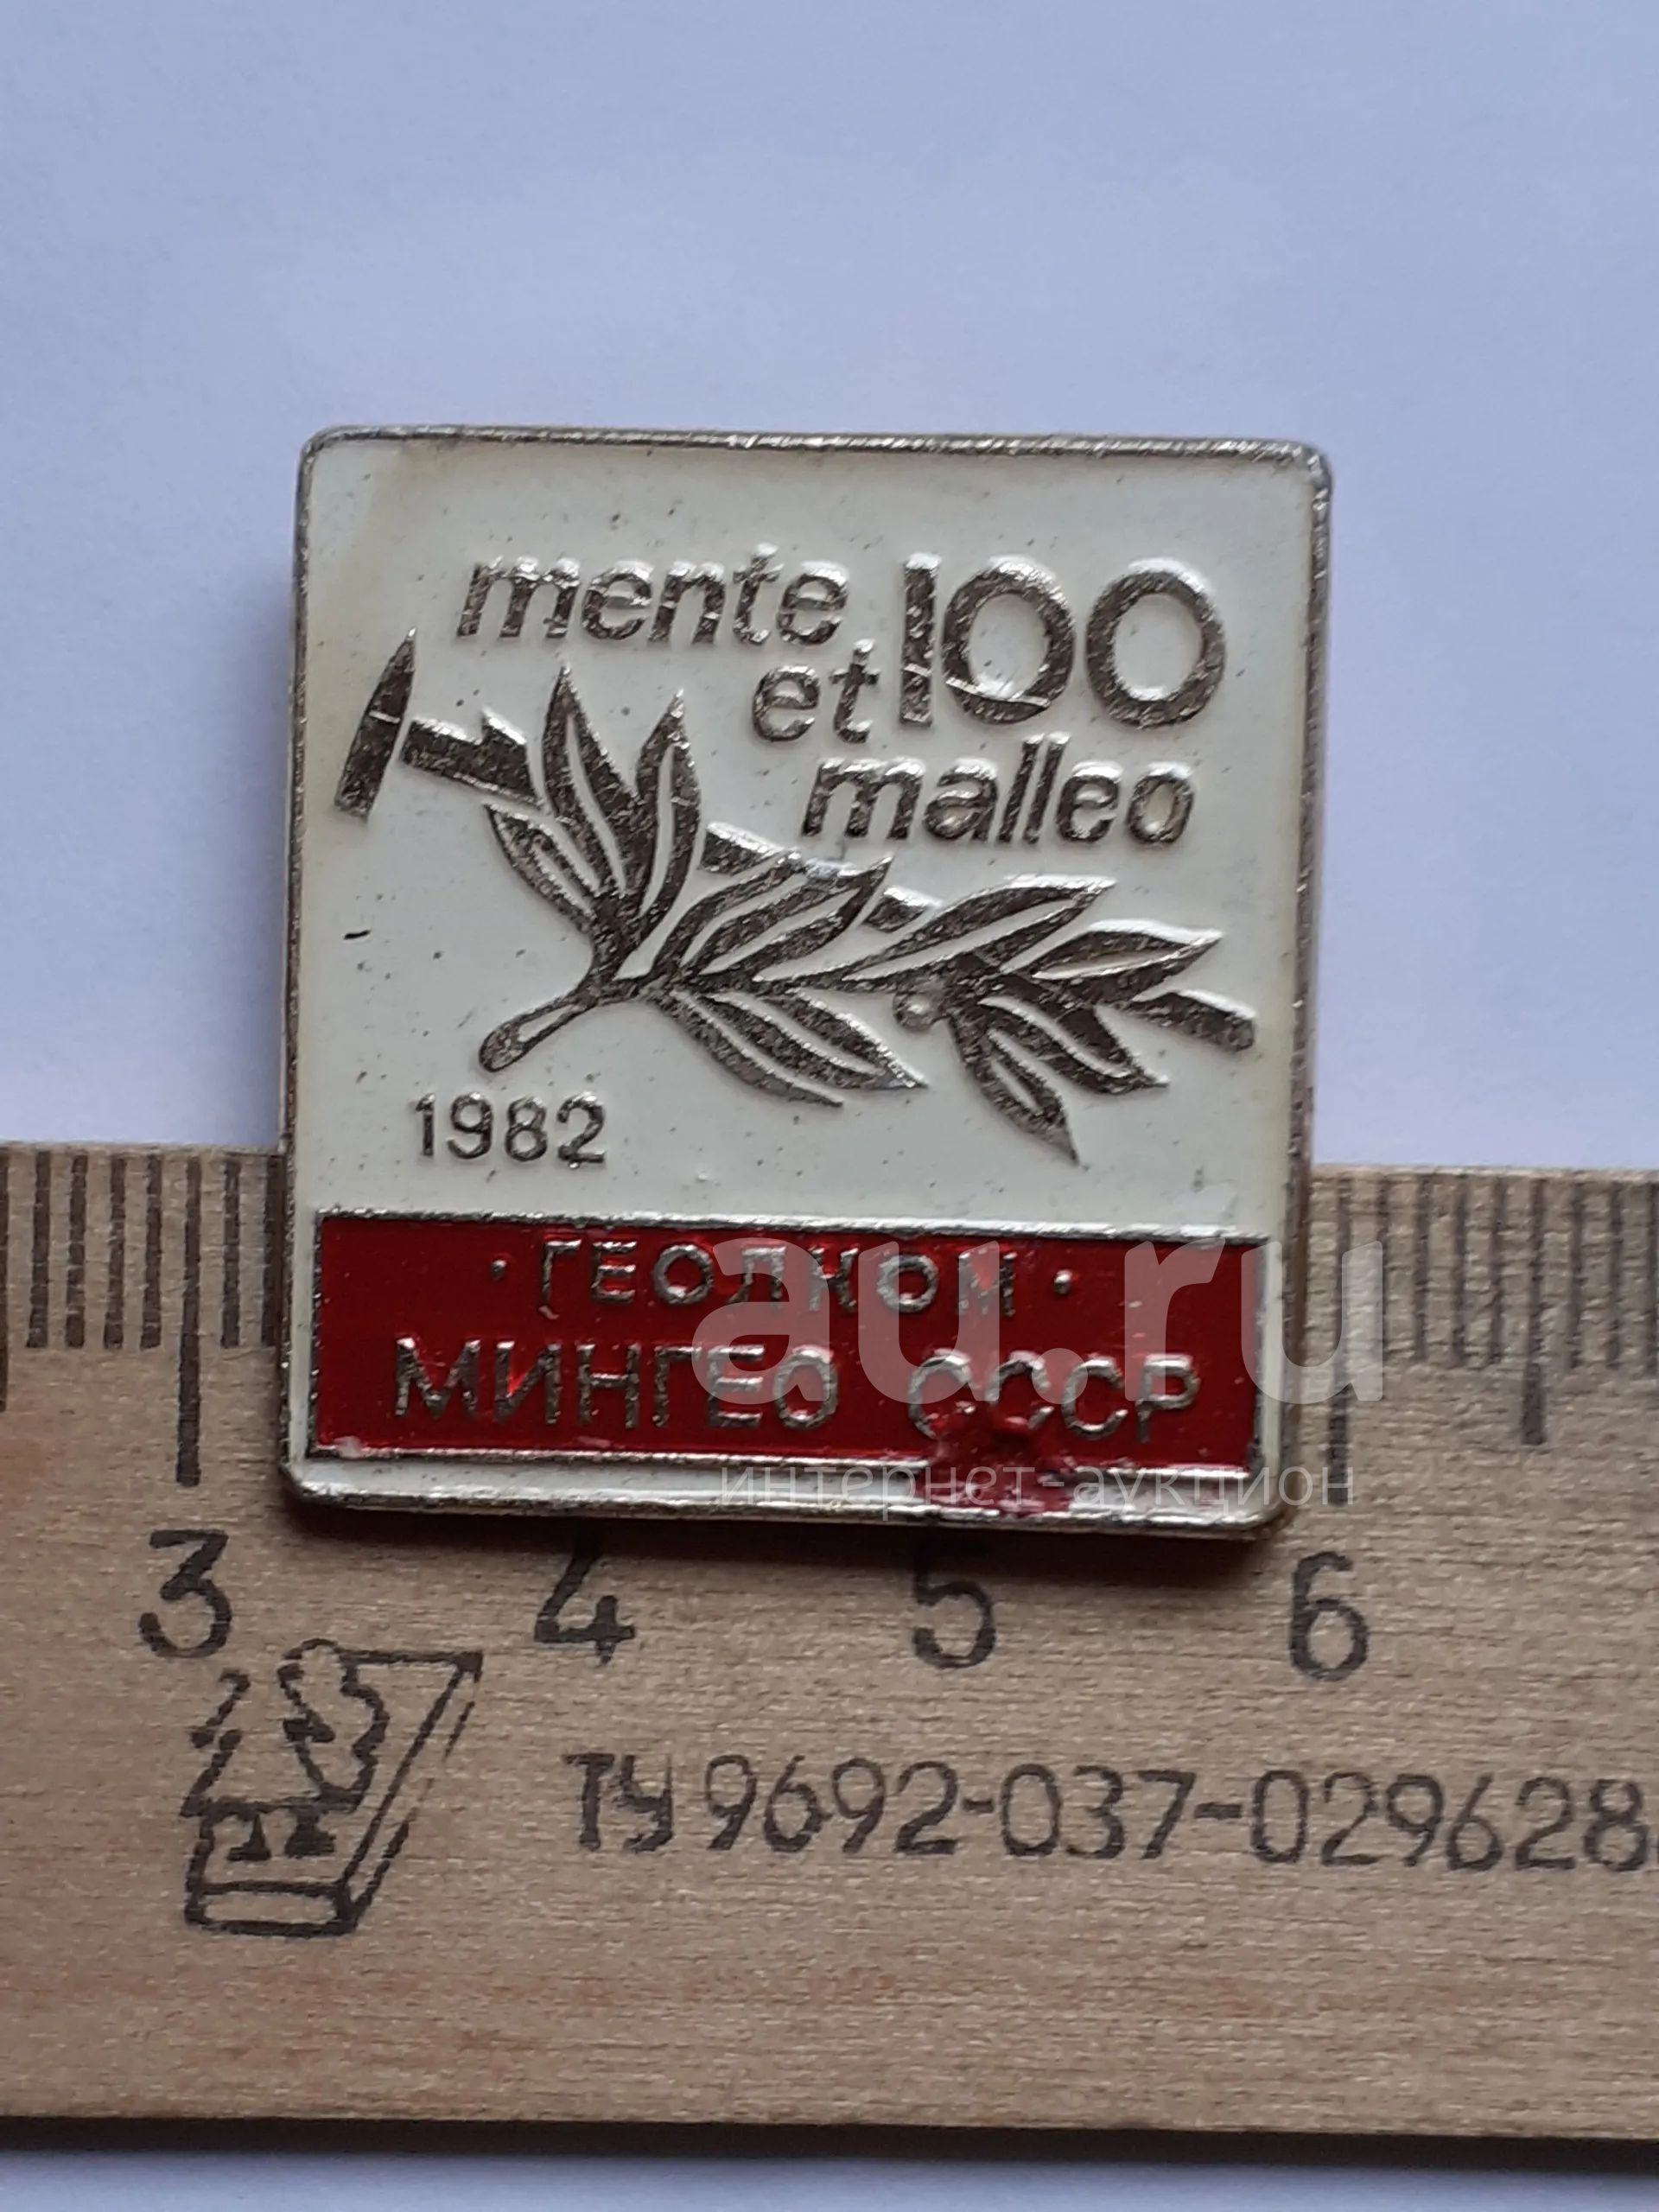 mente 100
et
malleo
1982
· ГЕОЛКОМ ·
МИНГЕО СССР
au.ru
интернет-аукцион
3 4 5 6
ТУ 9692-037-029628